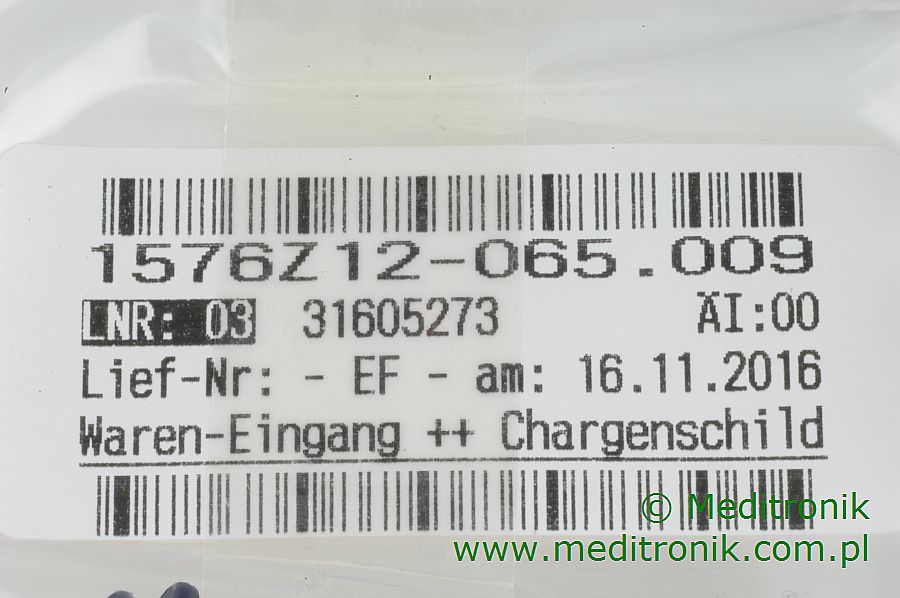 1576Z12-065.009
LNR: 03 31605273 ÄI:00
Lief-Nr: - EF - am: 16.11.2016
Waren-Eingang ++ Chargenschild
© Meditronik
www.meditronik.com.pl